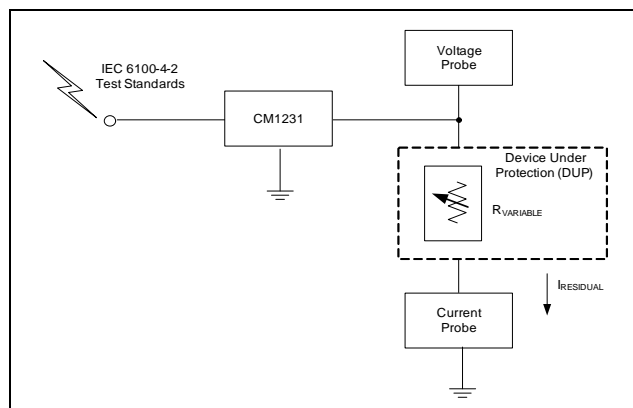 IEC 6100-4-2
Test Standards
CM1231
Voltage
Probe
Device Under
Protection (DUP)
RVARIABLE
IRESIDUAL
Current
Probe